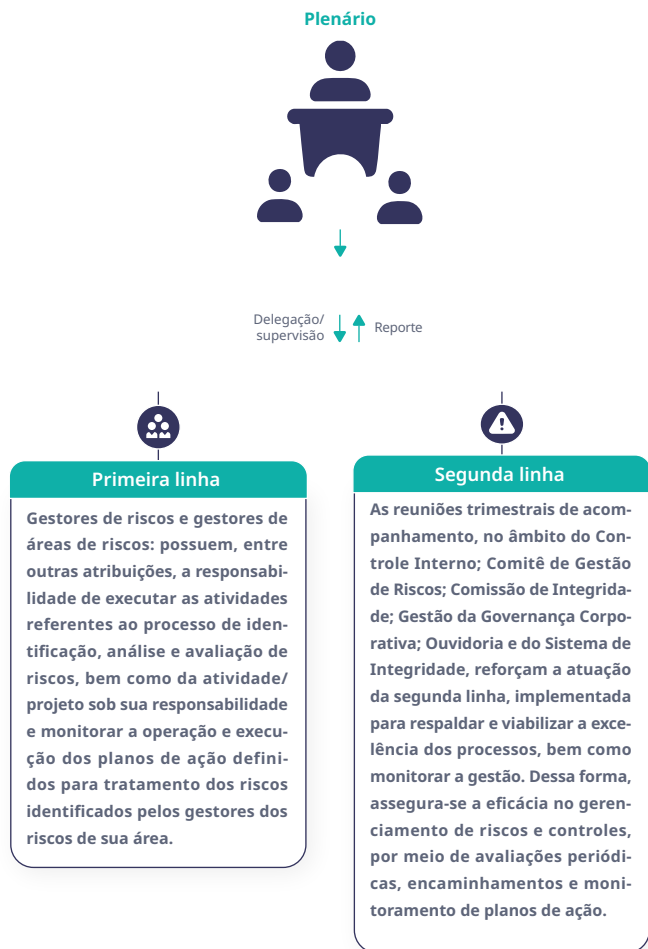 Plenário
Delegação/
supervisão
Reporte
Primeira linha
Gestores de riscos e gestores de
áreas de riscos: possuem, entre
outras atribuições, a responsabi-
lidade de executar as atividades
referentes ao processo de iden-
tificação, análise e avaliação de
riscos, bem como da atividade/
projeto sob sua responsabilidade
e monitorar a operação e execu-
ção dos planos de ação defini-
dos para tratamento dos riscos
identificados pelos gestores dos
riscos de sua área.
Segunda linha
As reuniões trimestrais de acom-
panhamento, no âmbito do Con-
trole Interno; Comitê de Gestão
de Riscos; Comissão de Integrida-
de; Gestão da Governança Corpo-
rativa; Ouvidoria e do Sistema de
Integridade, reforçam a atuação
da segunda linha, implementada
para respaldar e viabilizar a exce-
lência dos processos, bem como
monitorar a gestão. Dessa forma,
assegura-se a eficácia no geren-
ciamento de riscos e controles,
por meio de avaliações periódi-
cas, encaminhamentos e moni-
toramento de planos de ação.